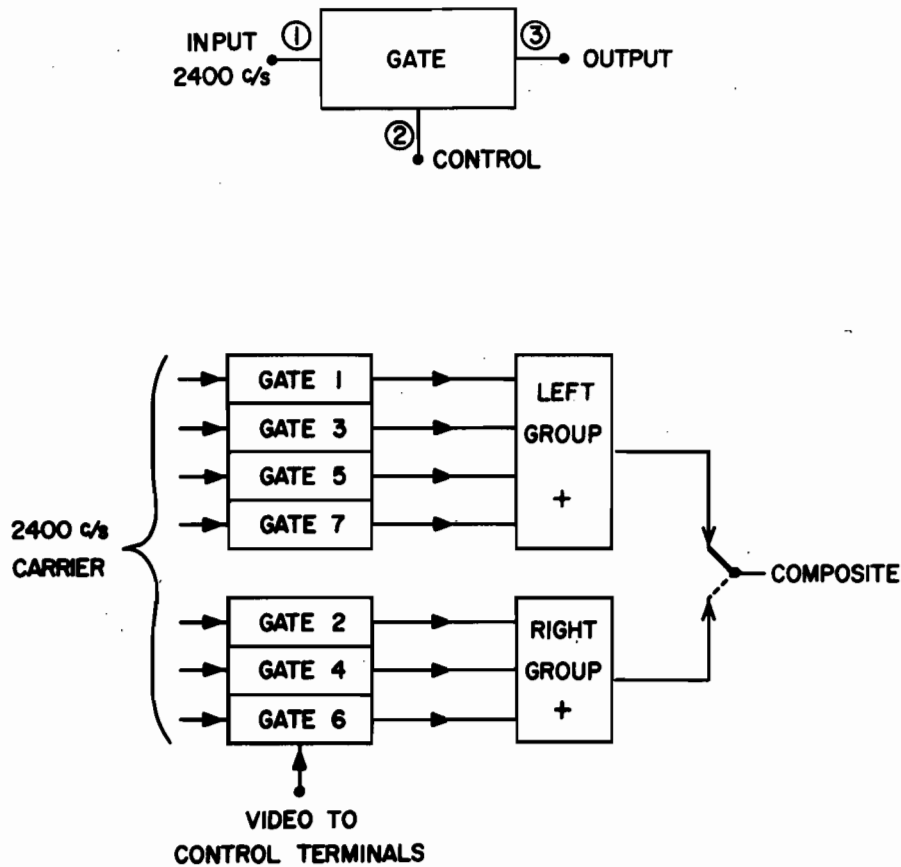 INPUT
2400 c/s
①
GATE
③
OUTPUT
②
CONTROL
2400 c/s
CARRIER
GATE 1
GATE 3
GATE 5
GATE 7
LEFT
GROUP
+
COMPOSITE
GATE 2
GATE 4
GATE 6
RIGHT
GROUP
+
VIDEO TO
CONTROL TERMINALS